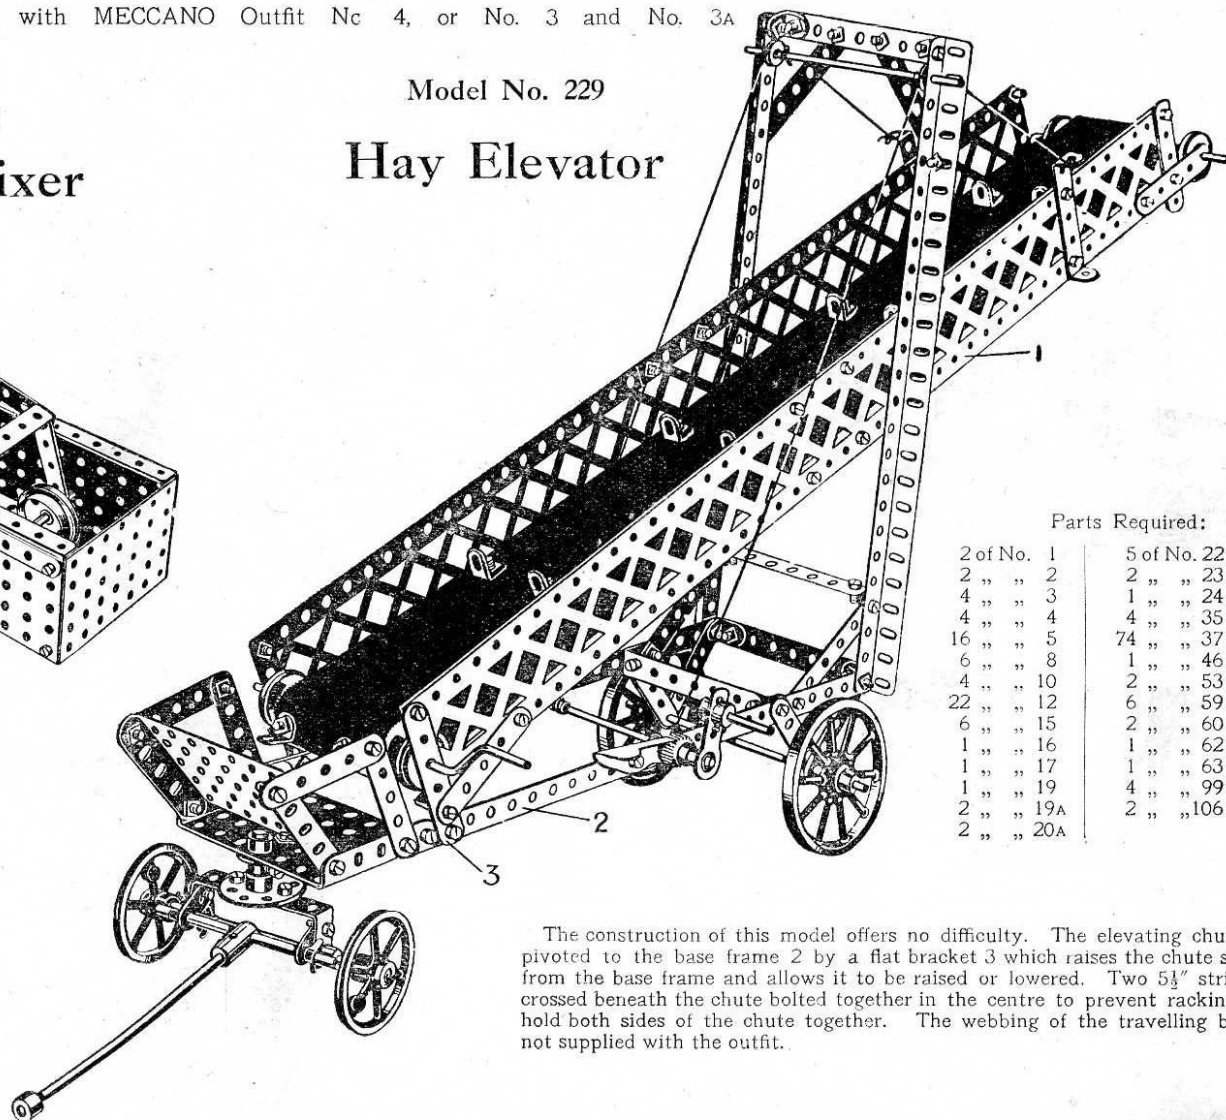 with MECCANO Outfit Nc 4, or No. 3 and No. 3A
Model No. 229
Hay Elevator
ixer
1
2
3
Parts Required:
2 of No. 1
2 „ „ 2
4 „ „ 3
4 „ „ 4
16 „ „ 5
6 „ „ 8
4 „ „ 10
22 „ „ 12
6 „ „ 15
1 „ „ 16
1 „ „ 17
1 „ „ 19
2 „ „ 19A
2 „ „ 20A
5 of No. 22
2 „ „ 23
1 „ „ 24
4 „ „ 35
74 „ „ 37
1 „ „ 46
2 „ „ 53
6 „ „ 59
2 „ „ 60
1 „ „ 62
1 „ „ 63
4 „ „ 99
2 „ „ 106
The construction of this model offers no difficulty. The elevating chu
pivoted to the base frame 2 by a flat bracket 3 which raises the chute s
from the base frame and allows it to be raised or lowered. Two 5½″ stri
crossed beneath the chute bolted together in the centre to prevent rackin
hold both sides of the chute together. The webbing of the travelling b
not supplied with the outfit.